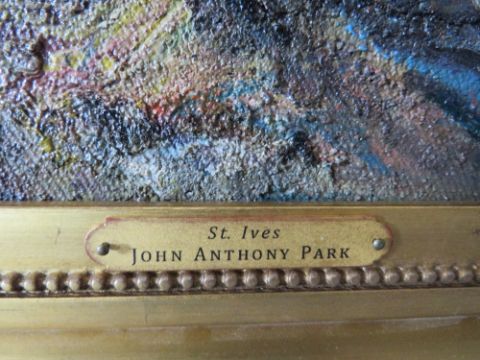 St. Ives
JOHN ANTHONY PARK